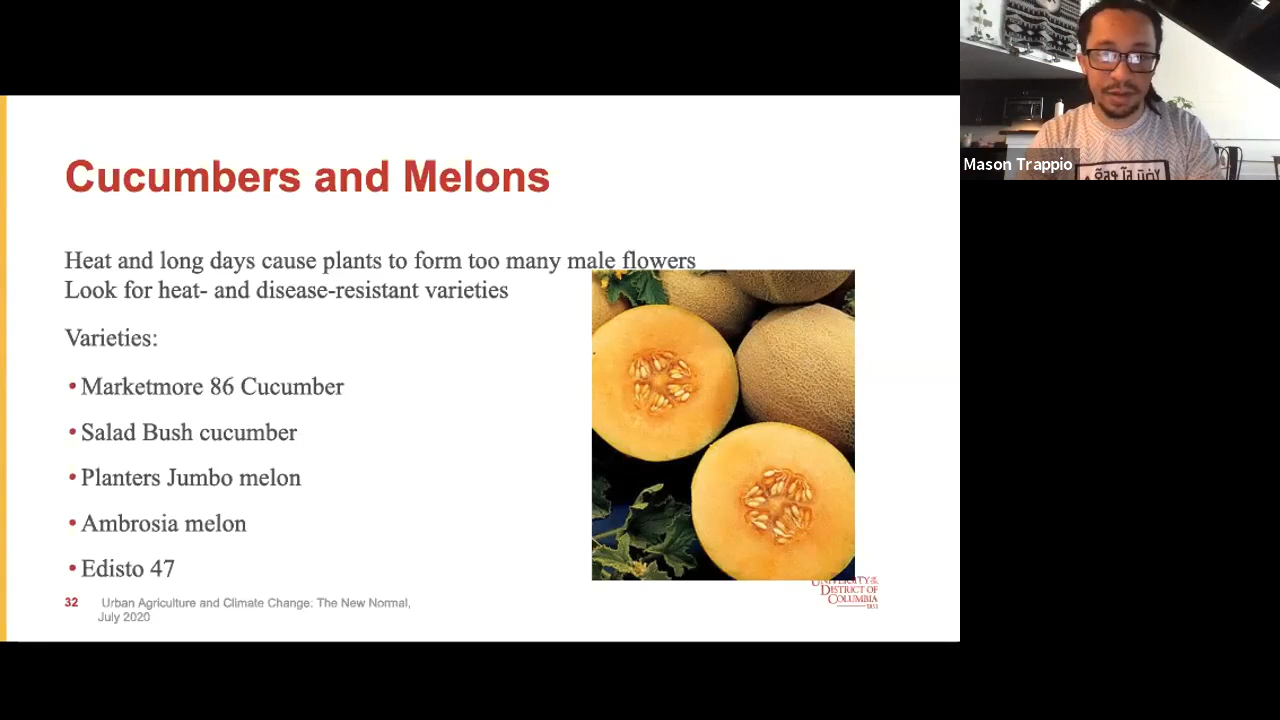 Cucumbers and Melons
Heat and long days cause plants to form too many male flowers
Look for heat- and disease-resistant varieties
Varieties:
• Marketmore 86 Cucumber
• Salad Bush cucumber
• Planters Jumbo melon
• Ambrosia melon
• Edisto 47
32 Urban Agriculture and Climate Change: The New Normal,
July 2020
UNIVERSITY OF THE
DISTRICT OF
COLUMBIA
1851
Mason Trappio